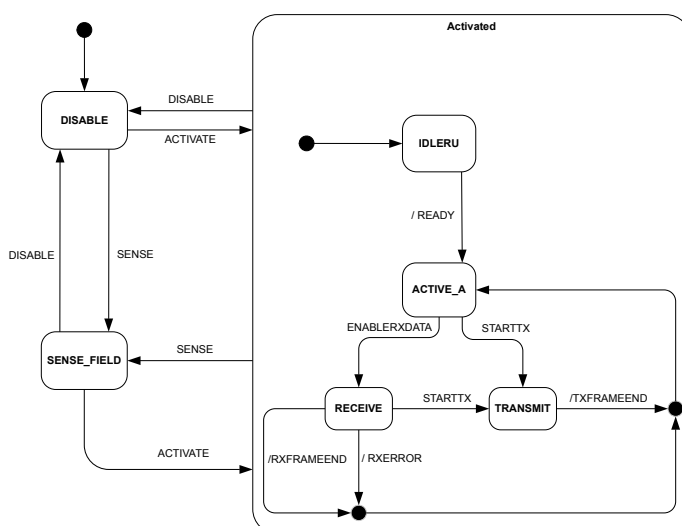 Activated
DISABLE
DISABLE
ACTIVATE
IDLERU
/ READY
DISABLE
SENSE
ACTIVE_A
ENABLERXDATA
STARTTX
SENSE_FIELD
SENSE
RECEIVE
STARTTX
TRANSMIT
/TXFRAMEEND
ACTIVATE
/RXFRAMEEND
/ RXERROR